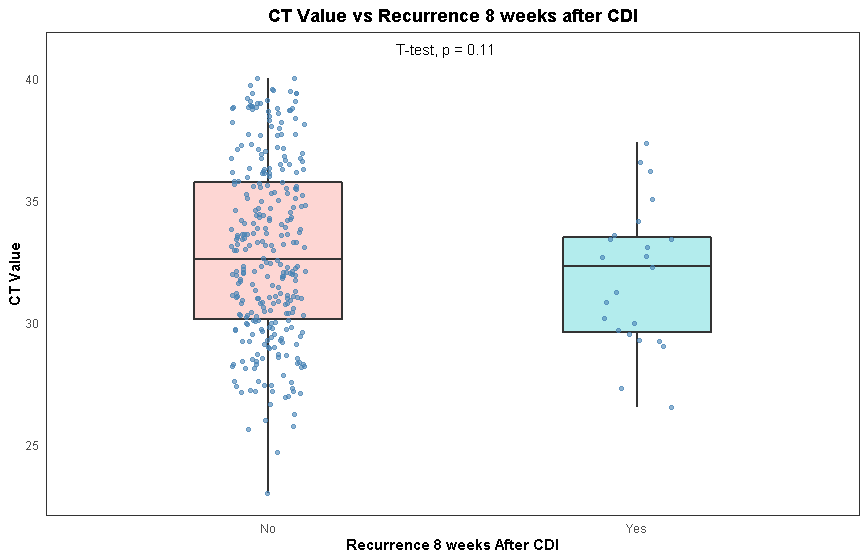 CT Value vs Recurrence 8 weeks after CDI
T-test, p = 0.11
40
35
30
25
CT Value
No
Yes
Recurrence 8 weeks After CDI